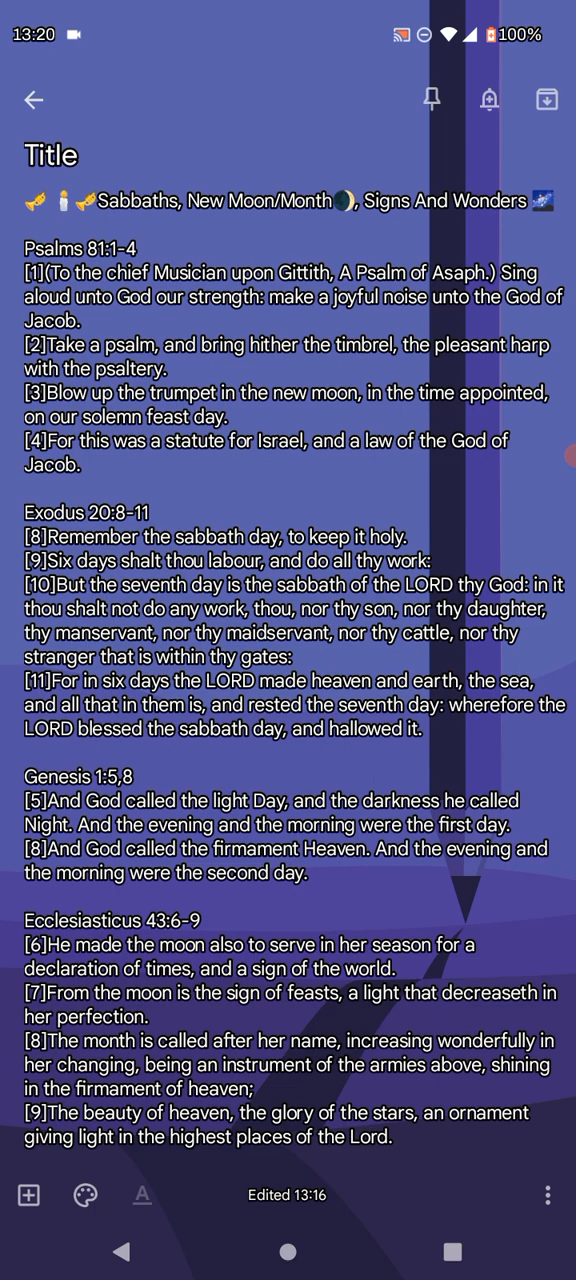 13:20 100%
Title
🎺 🕯️ 🎺Sabbaths, New Moon/Month🌒, Signs And Wonders 🌌
Psalms 81:1-4
[1](To the chief Musician upon Gittith, A Psalm of Asaph.) Sing
aloud unto God our strength: make a joyful noise unto the God of
Jacob.
[2]Take a psalm, and bring hither the timbrel, the pleasant harp
with the psaltery.
[3]Blow up the trumpet in the new moon, in the time appointed,
on our solemn feast day.
[4]For this was a statute for Israel, and a law of the God of
Jacob.
Exodus 20:8-11
[8]Remember the sabbath day, to keep it holy.
[9]Six days shalt thou labour, and do all thy work:
[10]But the seventh day is the sabbath of the LORD thy God: in it
thou shalt not do any work, thou, nor thy son, nor thy daughter,
thy manservant, nor thy maidservant, nor thy cattle, nor thy
stranger that is within thy gates:
[11]For in six days the LORD made heaven and earth, the sea,
and all that in them is, and rested the seventh day: wherefore the
LORD blessed the sabbath day, and hallowed it.
Genesis 1:5,8
[5]And God called the light Day, and the darkness he called
Night. And the evening and the morning were the first day.
[8]And God called the firmament Heaven. And the evening and
the morning were the second day.
Ecclesiasticus 43:6-9
[6]He made the moon also to serve in her season for a
declaration of times, and a sign of the world.
[7]From the moon is the sign of feasts, a light that decreaseth in
her perfection.
[8]The month is called after her name, increasing wonderfully in
her changing, being an instrument of the armies above, shining
in the firmament of heaven;
[9]The beauty of heaven, the glory of the stars, an ornament
giving light in the highest places of the Lord.
A Edited 13:16